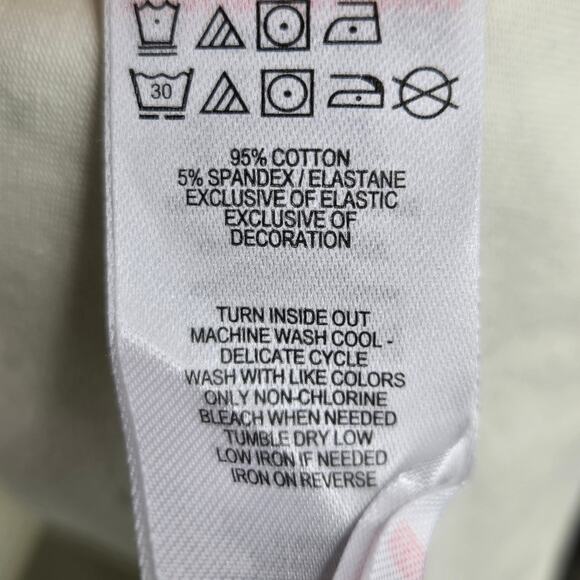 30
95% COTTON
5% SPANDEX / ELASTANE
EXCLUSIVE OF ELASTIC
EXCLUSIVE OF
DECORATION
TURN INSIDE OUT
MACHINE WASH COOL -
DELICATE CYCLE
WASH WITH LIKE COLORS
ONLY NON-CHLORINE
BLEACH WHEN NEEDED
TUMBLE DRY LOW
LOW IRON IF NEEDED
IRON ON REVERSE